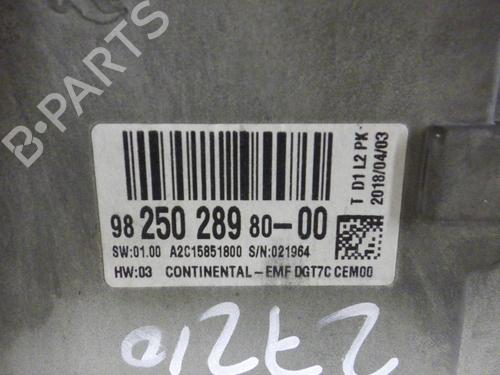 98 250 289 80-00
SW:01.00 A2C15851800 S/N:021964
HW:03 CONTINENTAL-EMF DGT7C CEM00
T D1 L2 PK -
2018/04/03
B-PARTS